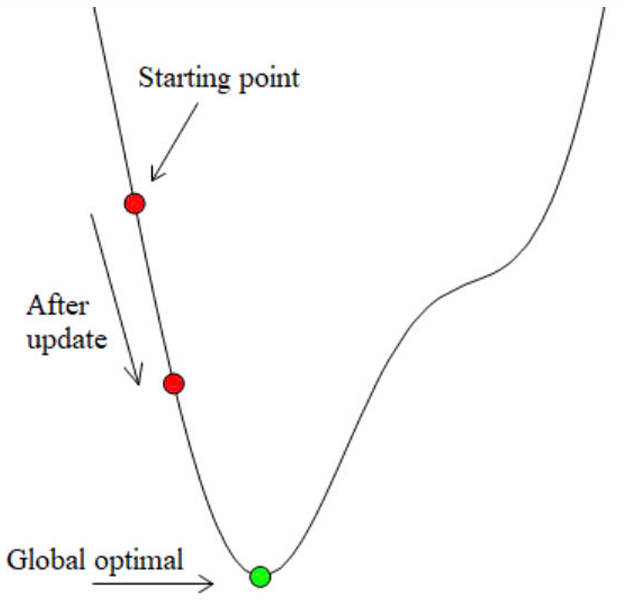 Starting point
After
update
Global optimal